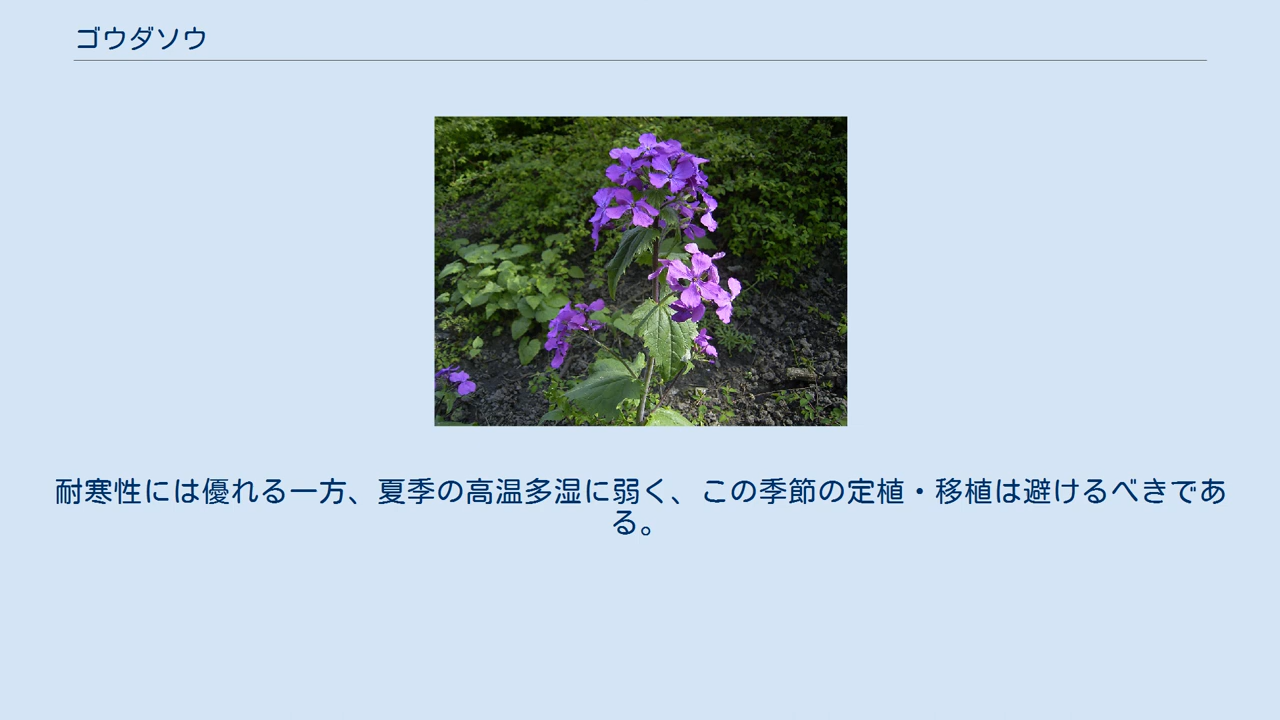 ゴウダソウ
耐寒性には優れる一方、夏季の高温多湿に弱く、この季節の定植・移植は避けるべきであ
る。